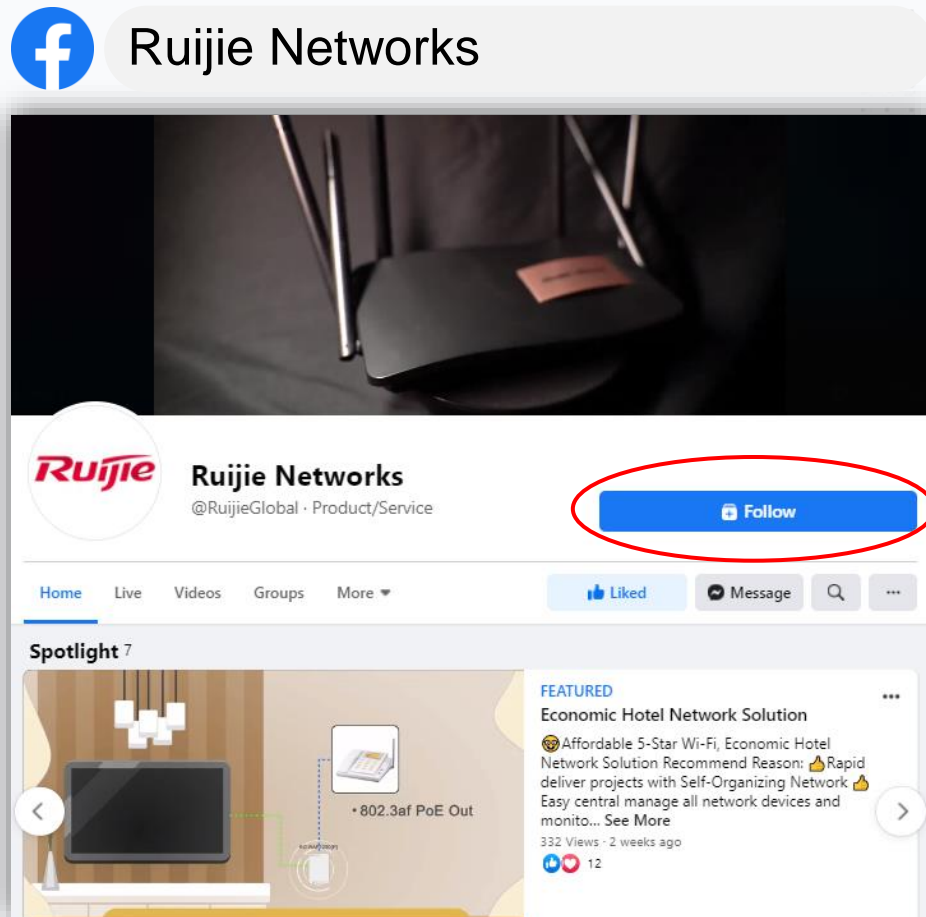 Ruijie Networks
Ruijie
Ruijie Networks
@RuijieGlobal · Product/Service
Follow
Home Live Videos Groups More
Liked Message
Spotlight 7
FEATURED
Economic Hotel Network Solution
🤓Affordable 5-Star Wi-Fi, Economic Hotel
Network Solution Recommend Reason: 👍Rapid
deliver projects with Self-Organizing Network 👍
Easy central manage all network devices and
monito... See More
332 Views · 2 weeks ago
12
• 802.3af PoE Out